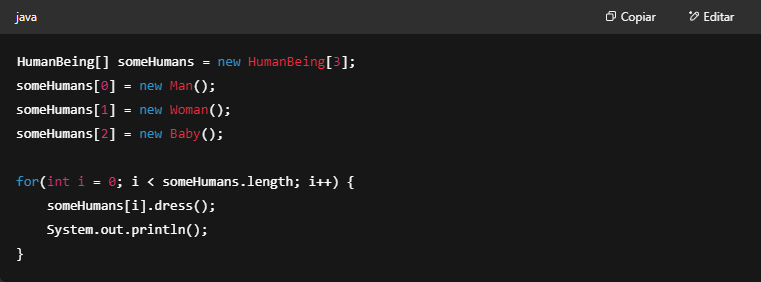 java
Copiar
Editar
HumanBeing[] someHumans = new HumanBeing[3];
someHumans[0] = new Man();
someHumans[1] = new Woman();
someHumans[2] = new Baby();

for(int i = 0; i < someHumans.length; i++) {
    someHumans[i].dress();
    System.out.println();
}